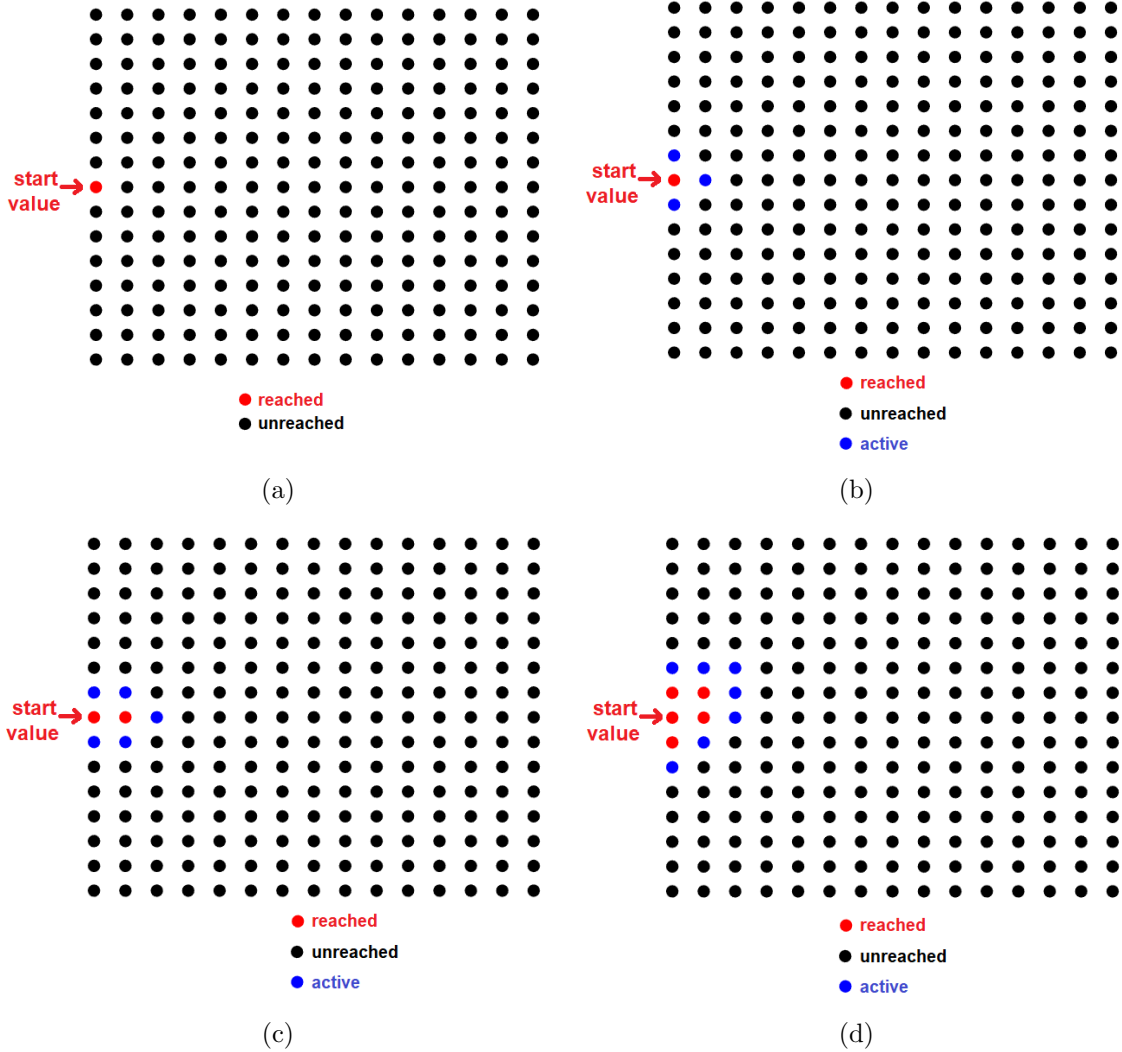 start
value
reached
unreached
(a)
start
value
reached
unreached
active
(b)
start
value
reached
unreached
active
(c)
start
value
reached
unreached
active
(d)